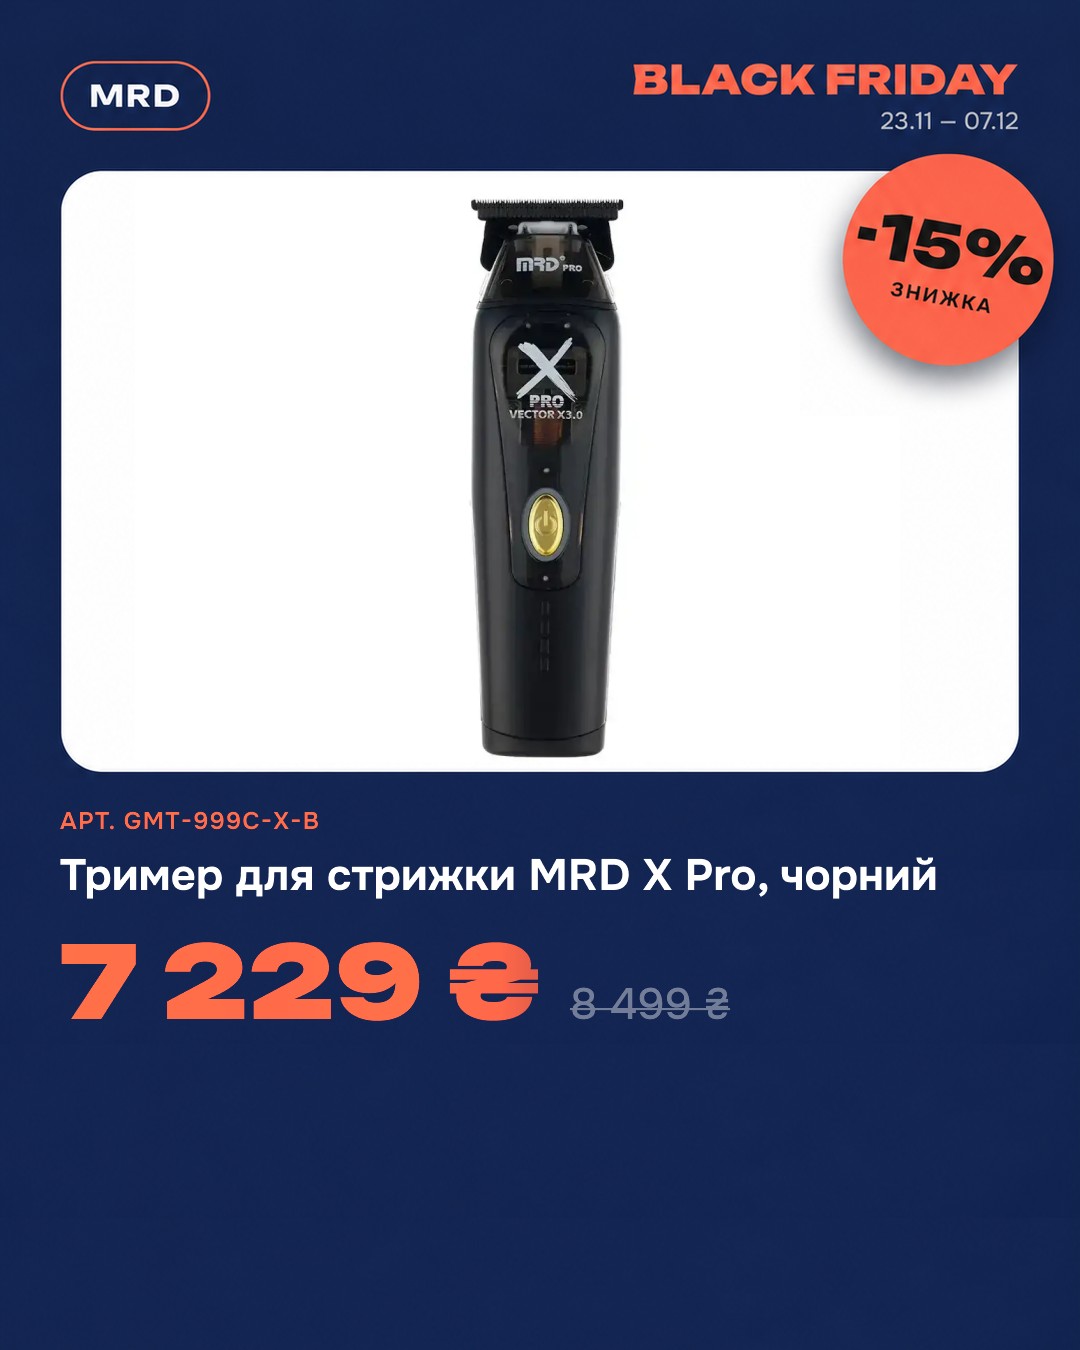 MRD
BLACK FRIDAY
23.11 – 07.12
-15%
ЗНИЖКА
MRD PRO
X
PRO
VECTOR X3.0
АРТ. GMT-999C-X-B
Тример для стрижки MRD X Pro, чорний
7 229 ₴ 8 499 ₴